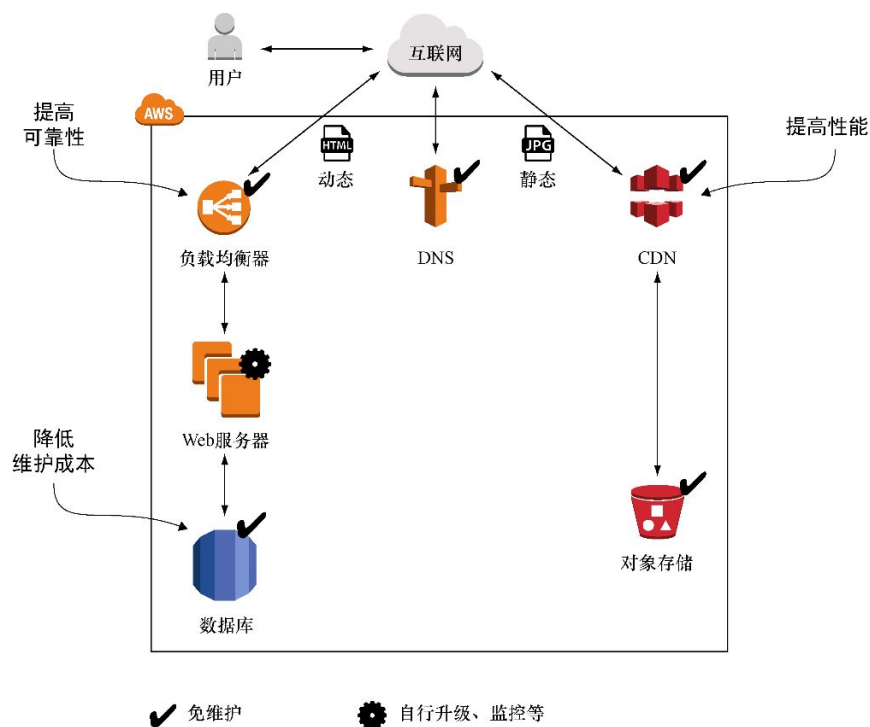 互联网
用户
AWS
提高
可靠性
HTML
动态
JPG
静态
提高性能
负载均衡器
DNS
CDN
Web服务器
降低
维护成本
对象存储
数据库
免维护
自行升级、监控等